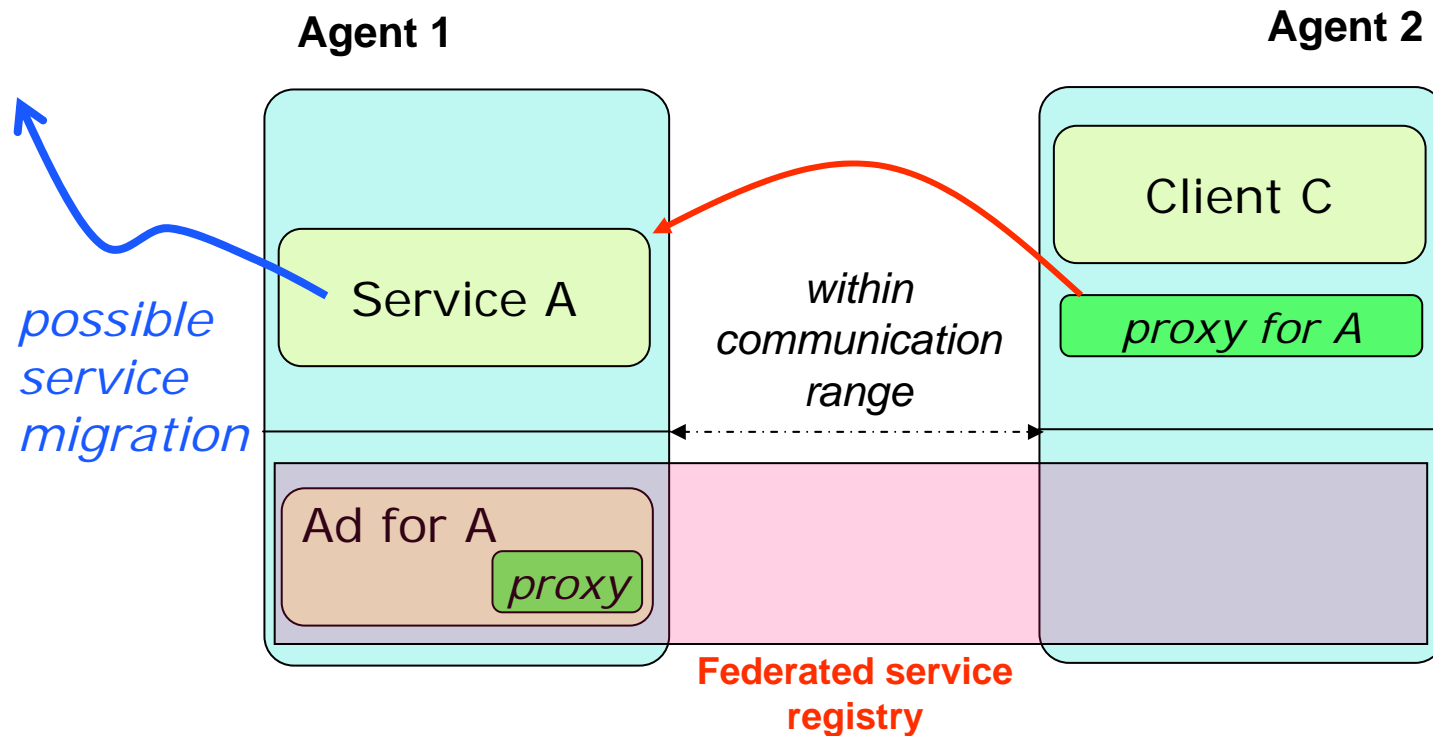 Agent 1
Agent 2
Client C
Service A
within
communication
range
proxy for A
possible
service
migration
Ad for A
proxy
Federated service
registry